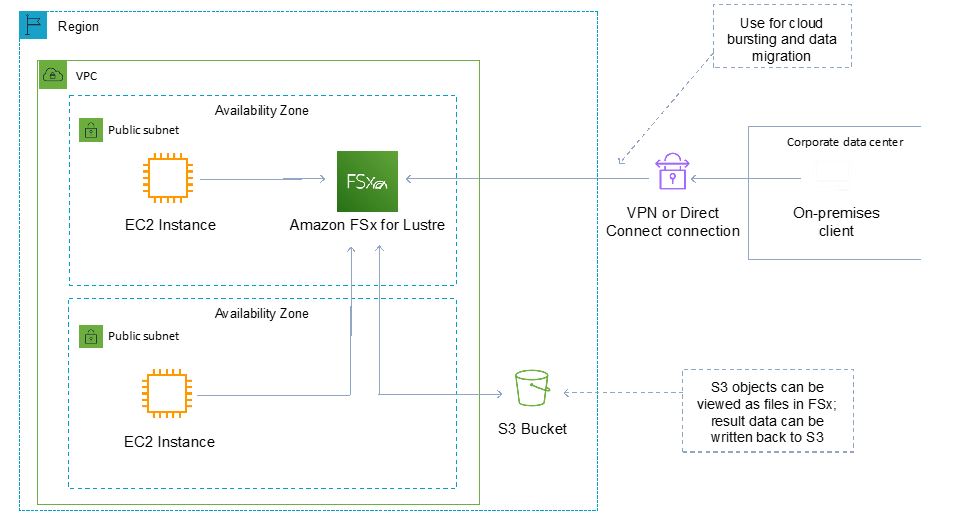 Region
VPC
Availability Zone
Public subnet
EC2 Instance
FSx
Amazon FSx for Lustre
Use for cloud
bursting and data
migration
VPN or Direct
Connect connection
Corporate data center
On-premises
client
Availability Zone
Public subnet
EC2 Instance
S3 Bucket
S3 objects can be
viewed as files in FSx;
result data can be
written back to S3